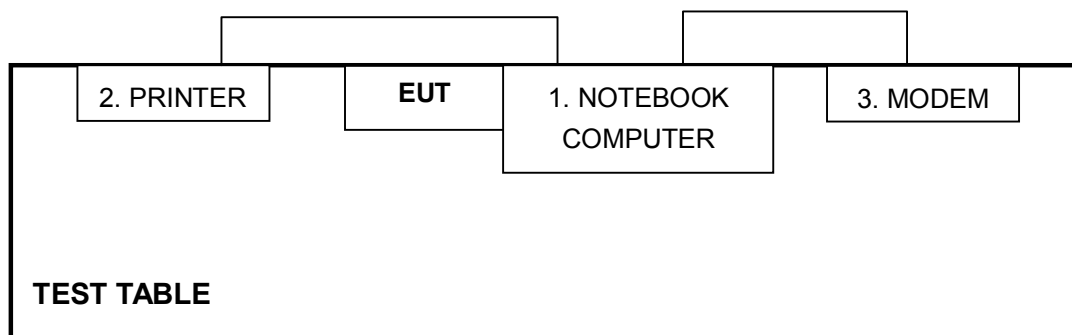 2. PRINTER
EUT
1. NOTEBOOK
COMPUTER
3. MODEM
TEST TABLE